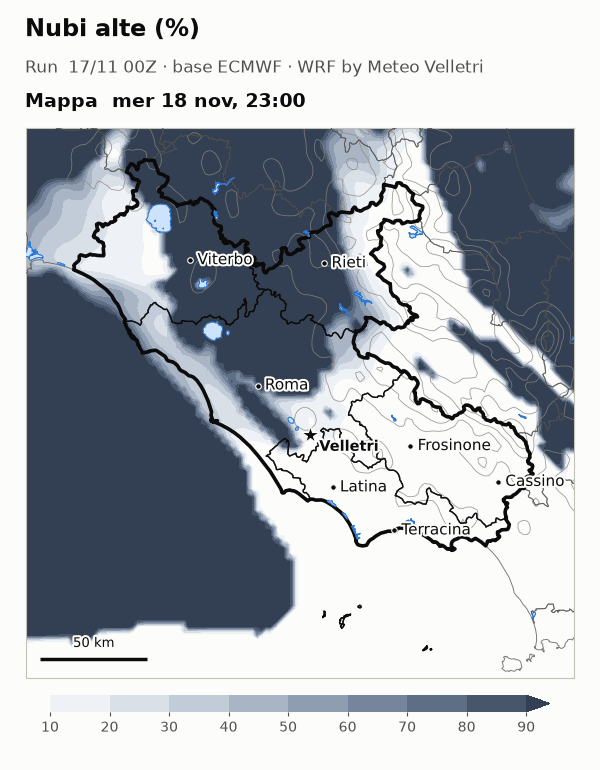 Nubi alte (%)
Run 17/11 00Z · base ECMWF · WRF by Meteo Velletri
Mappa mer 18 nov, 23:00
Viterbo
Rieti
Roma
Velletri
Frosinone
Latina
Cassino
Terracina
50 km
10 20 30 40 50 60 70 80 90